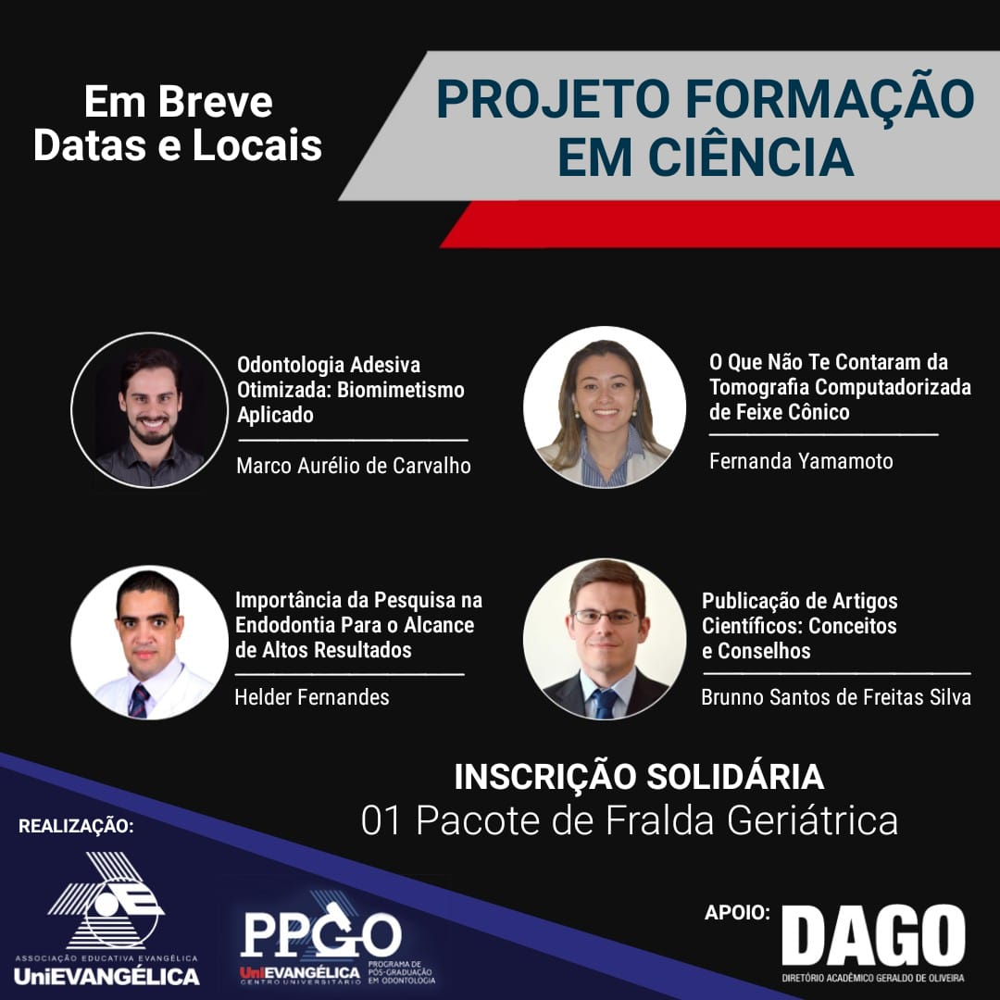 Em Breve
Datas e Locais
PROJETO FORMAÇÃO
EM CIÊNCIA
Odontologia Adesiva
Otimizada: Biomimetismo
Aplicado
Marco Aurélio de Carvalho
O Que Não Te Contaram da
Tomografia Computadorizada
de Feixe Cônico
Fernanda Yamamoto
Importância da Pesquisa na
Endodontia Para o Alcance
de Altos Resultados
Helder Fernandes
Publicação de Artigos
Científicos: Conceitos
e Conselhos
Brunno Santos de Freitas Silva
INSCRIÇÃO SOLIDÁRIA
01 Pacote de Fralda Geriátrica
REALIZAÇÃO:
ASSOCIAÇÃO EDUCATIVA EVANGÉLICA
UniEVANGÉLICA
PPGO
UniEVANGÉLICA
CENTRO UNIVERSITÁRIO
PROGRAMA DE
PÓS-GRADUAÇÃO
EM ODONTOLOGIA
APOIO:
DAGO
DIRETÓRIO ACADÊMICO GERALDO DE OLIVEIRA